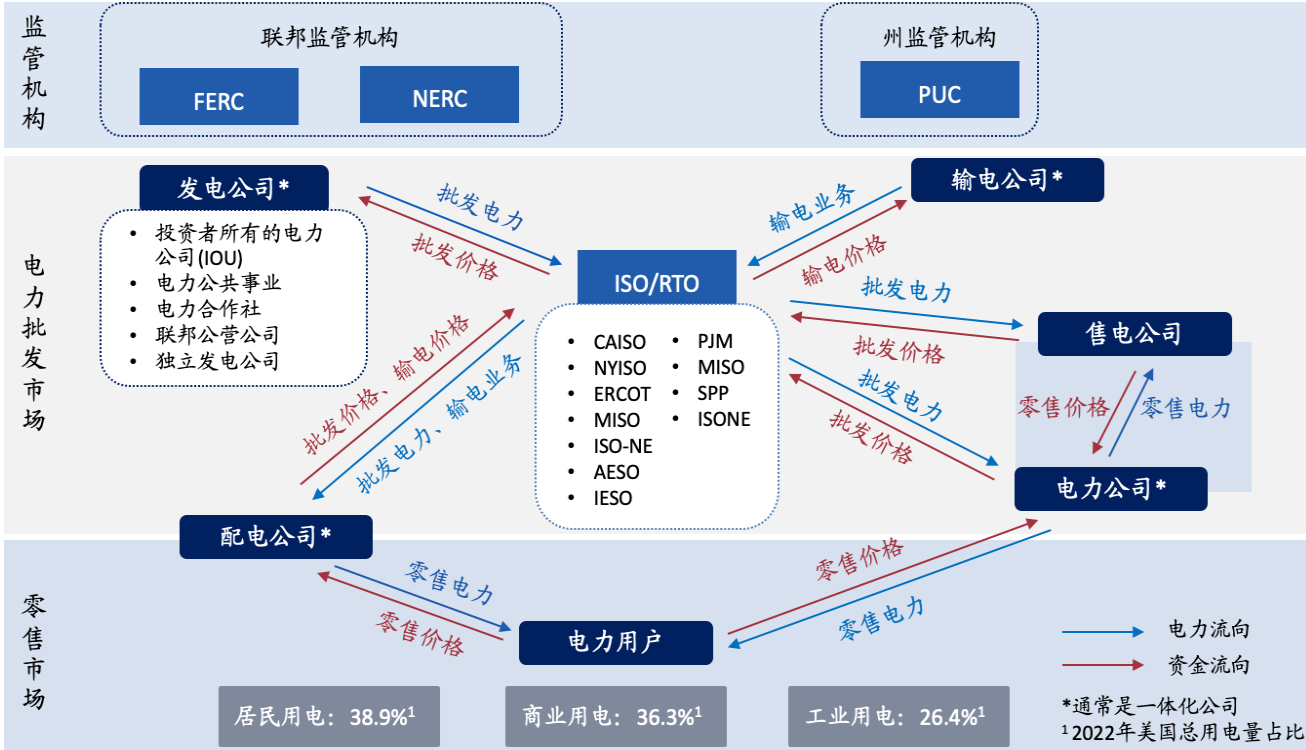 监管机构
联邦监管机构
FERC
NERC
州监管机构
PUC
电力批发市场
发电公司*
• 投资者所有的电力
公司(IOU)
• 电力公共事业
• 电力合作社
• 联邦公营公司
• 独立发电公司
批发电力
批发价格
输电公司*
输电业务
输电价格
ISO/RTO
• CAISO
• NYISO
• ERCOT
• MISO
• ISO-NE
• AESO
• IESO
• PJM
• MISO
• SPP
• ISONE
批发电力
批发价格
售电公司
批发电力
批发价格
零售价格
零售电力
电力公司*
批发价格、输电价格
批发电力、输电业务
配电公司*
零售市场
零售电力
零售价格
电力用户
零售价格
零售电力
居民用电：38.9%¹
商业用电：36.3%¹
工业用电：26.4%¹
电力流向
资金流向
*通常是一体化公司
¹ 2022年美国总用电量占比